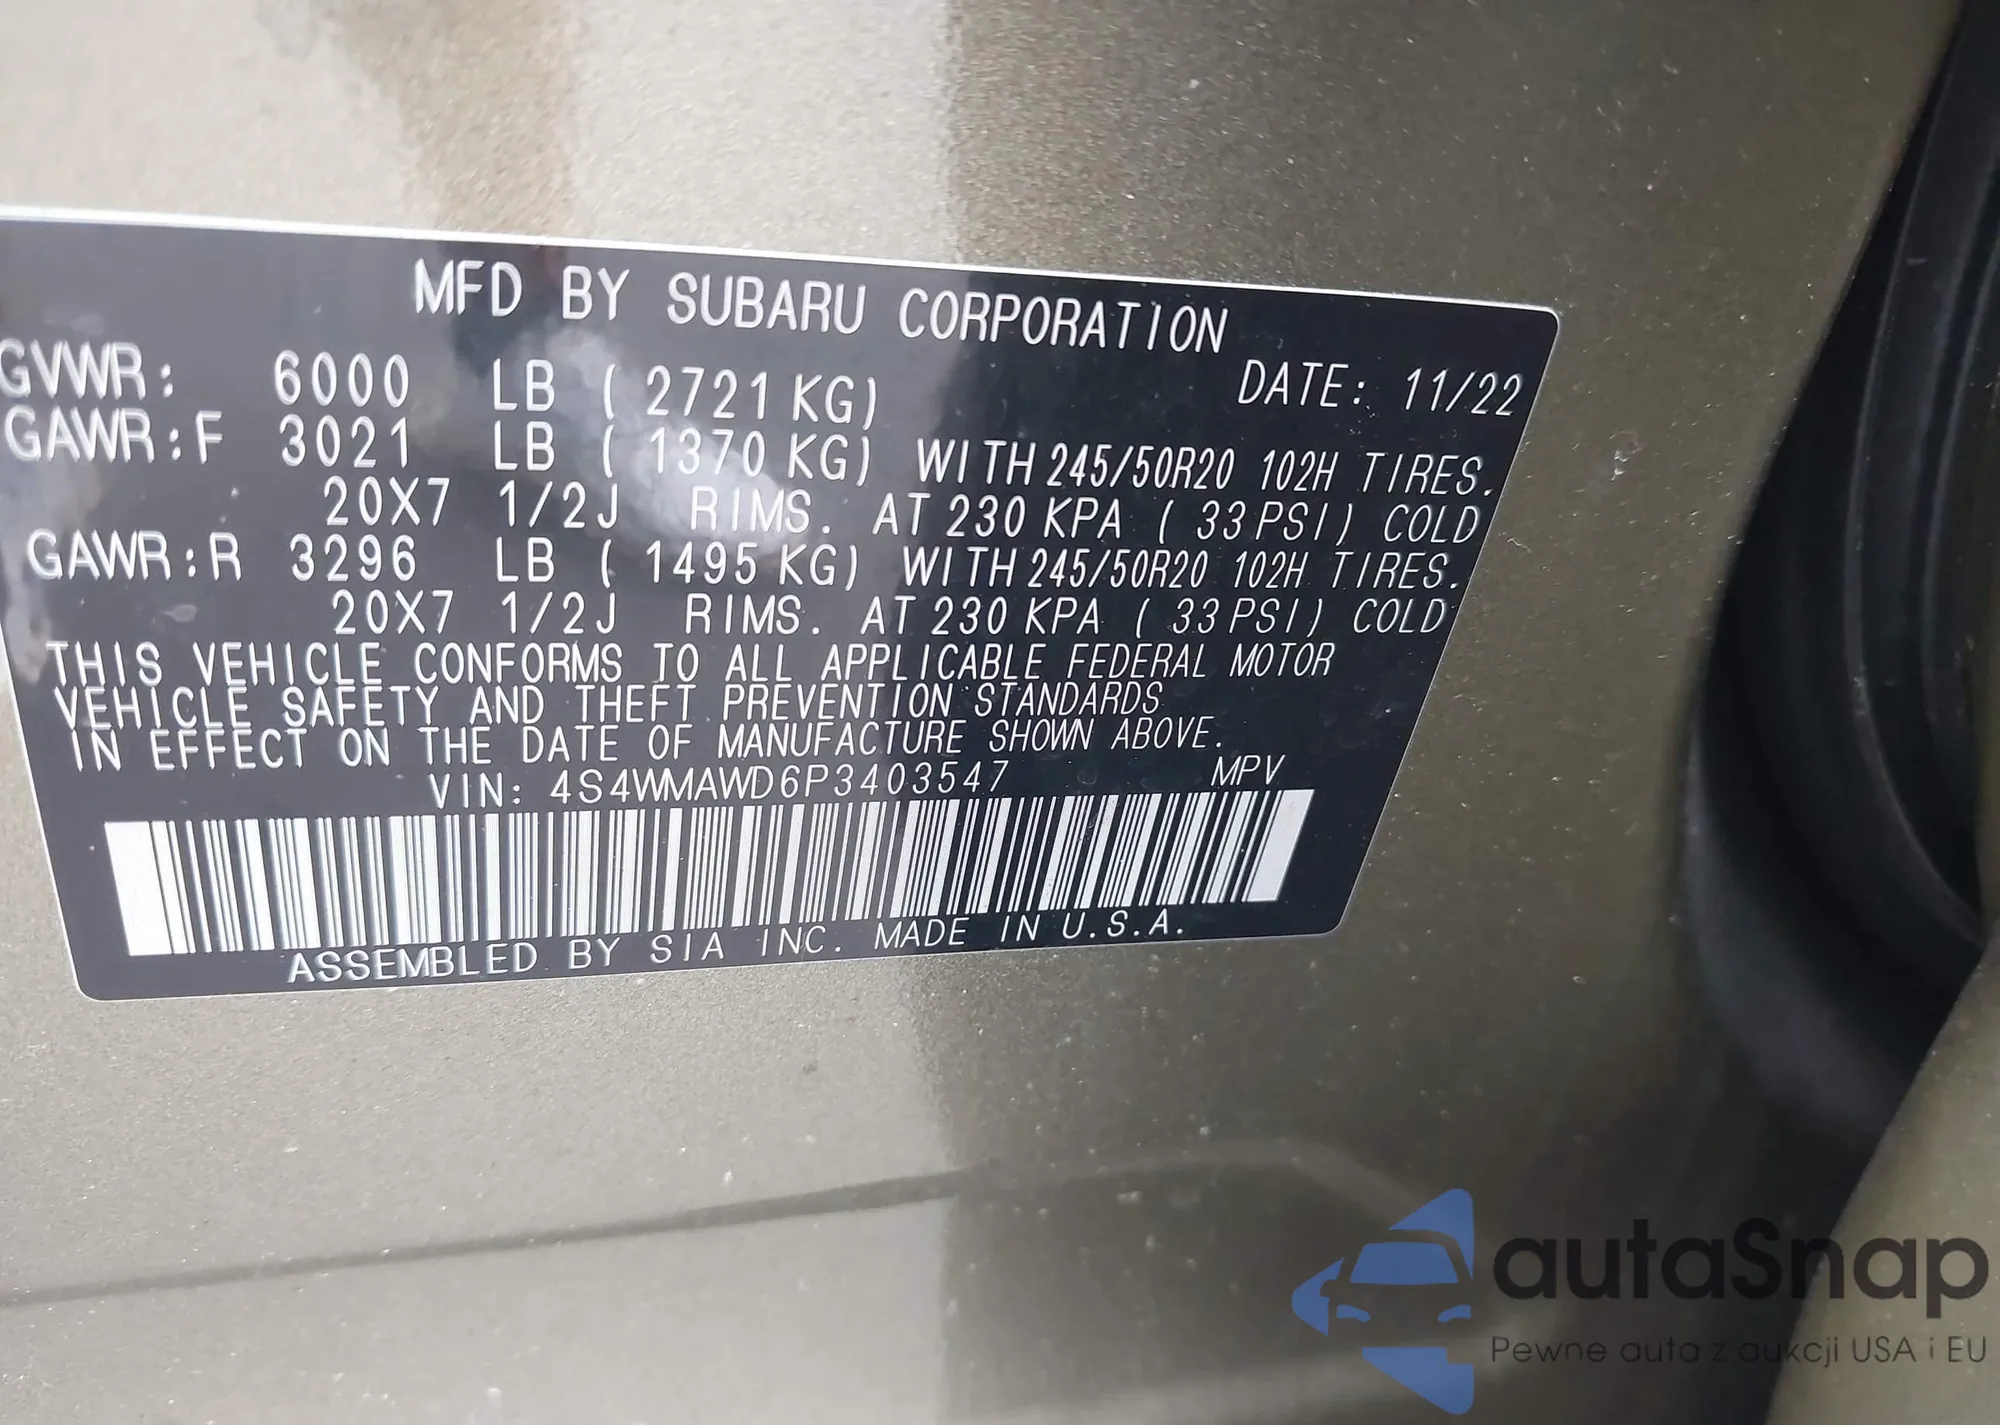 MFD BY SUBARU CORPORATION
GVWR: 6000 LB ( 2721 KG) DATE: 11/22
GAWR:F 3021 LB ( 1370 KG) WITH 245/50R20 102H TIRES.
20X7 1/2J RIMS. AT 230 KPA ( 33 PSI) COLD
GAWR:R 3296 LB ( 1495 KG) WITH 245/50R20 102H TIRES.
20X7 1/2J RIMS. AT 230 KPA ( 33 PSI) COLD
THIS VEHICLE CONFORMS TO ALL APPLICABLE FEDERAL MOTOR
VEHICLE SAFETY AND THEFT PREVENTION STANDARDS
IN EFFECT ON THE DATE OF MANUFACTURE SHOWN ABOVE.
VIN: 4S4WMAWD6P3403547 MPV
ASSEMBLED BY SIA INC. MADE IN U.S.A.
autaSnap
Pewne auta z aukcji USA i EU